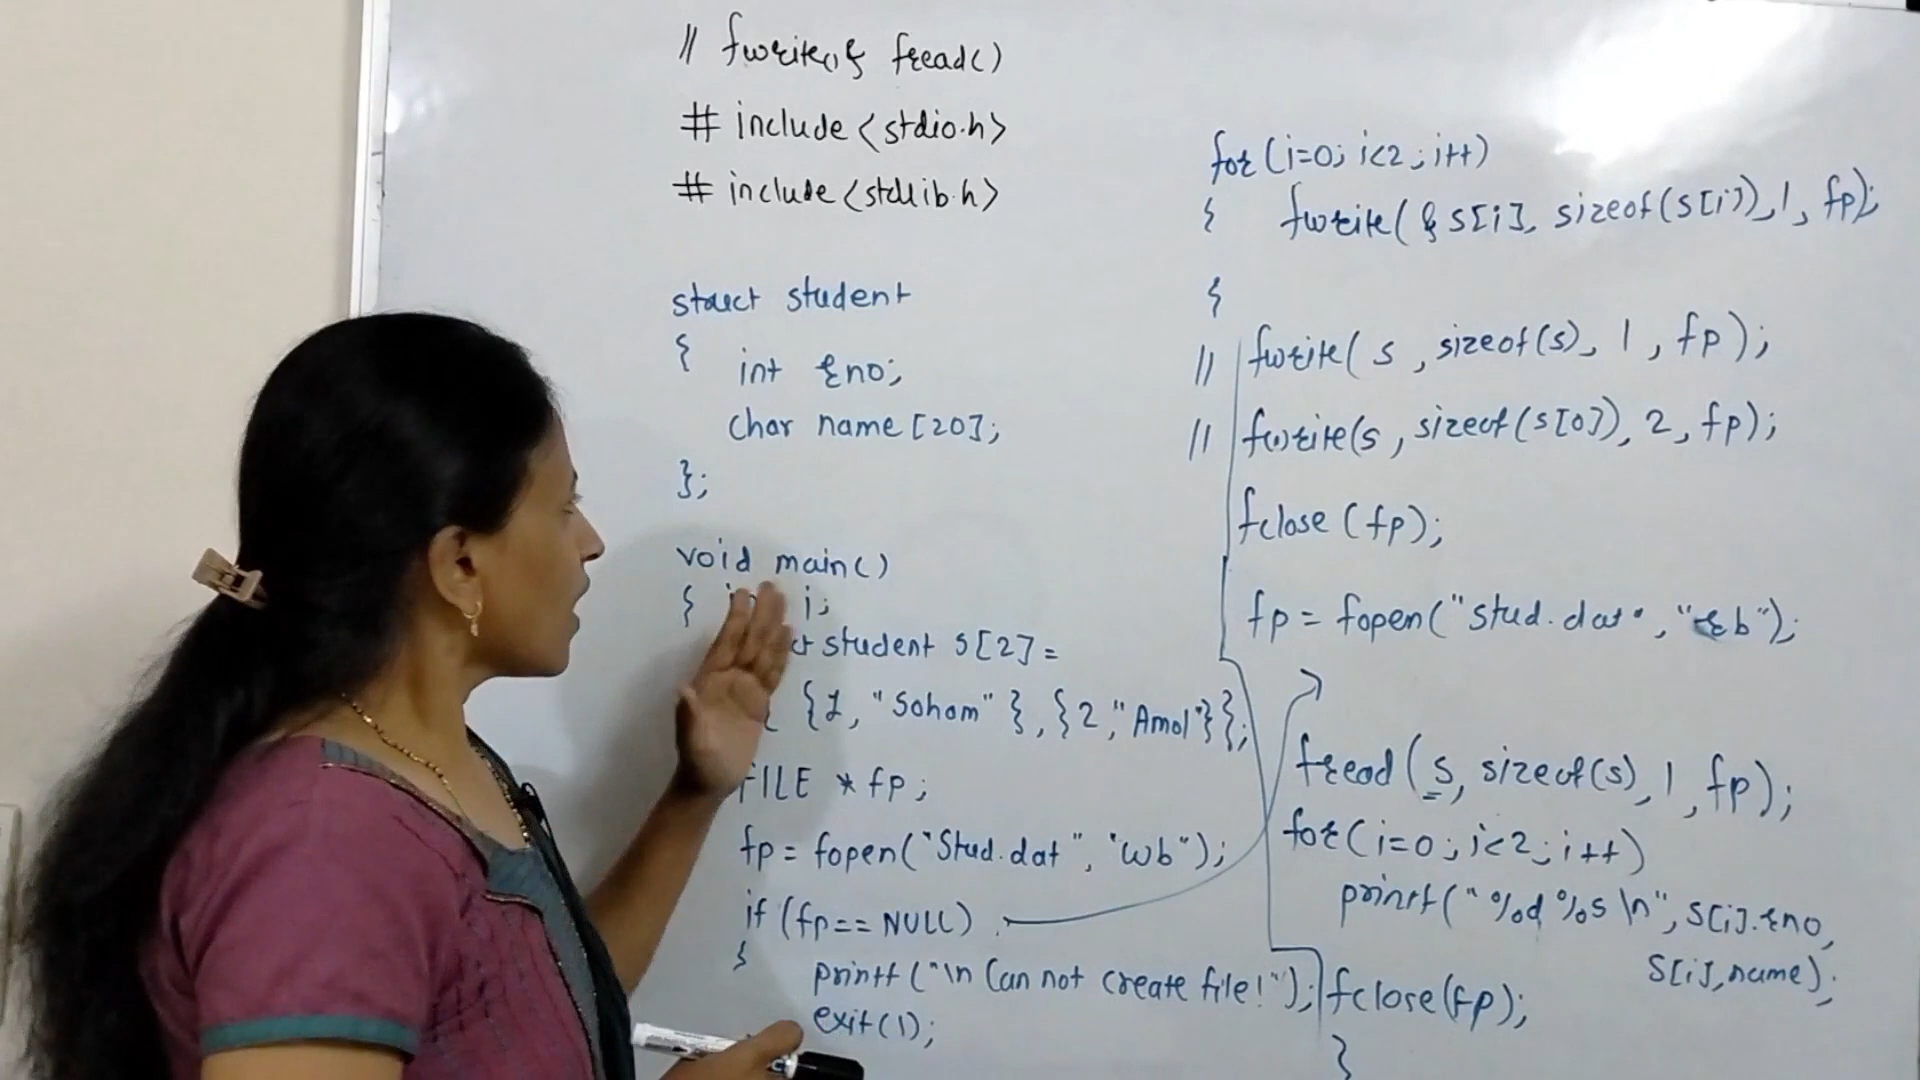 // fwrite() & fread()
# include <stdio.h>
# include <stdlib.h>
struct student
{
int rno;
char name [20];
};
void main()
{ i;
student s[2] =
{1, "Soham" }, {2, "Amol"}};
FILE * fp;
fp = fopen("Stud.dat", "wb");
if (fp == NULL)
{
printf ("\n Can not create file!");
exit(1);
for (i=0; i<2; i++)
{ fwrite( & s[i], sizeof(s[i]), 1, fp);
}
// fwrite( s, sizeof(s), 1, fp);
// fwrite(s, sizeof(s[0]), 2, fp);
fclose (fp);
fp = fopen("stud.dat", "rb");
fread (s, sizeof(s), 1, fp);
for (i=0; i<2; i++)
printf (" %d %s \n", s[i].rno,
s[i].name);
fclose(fp);
}